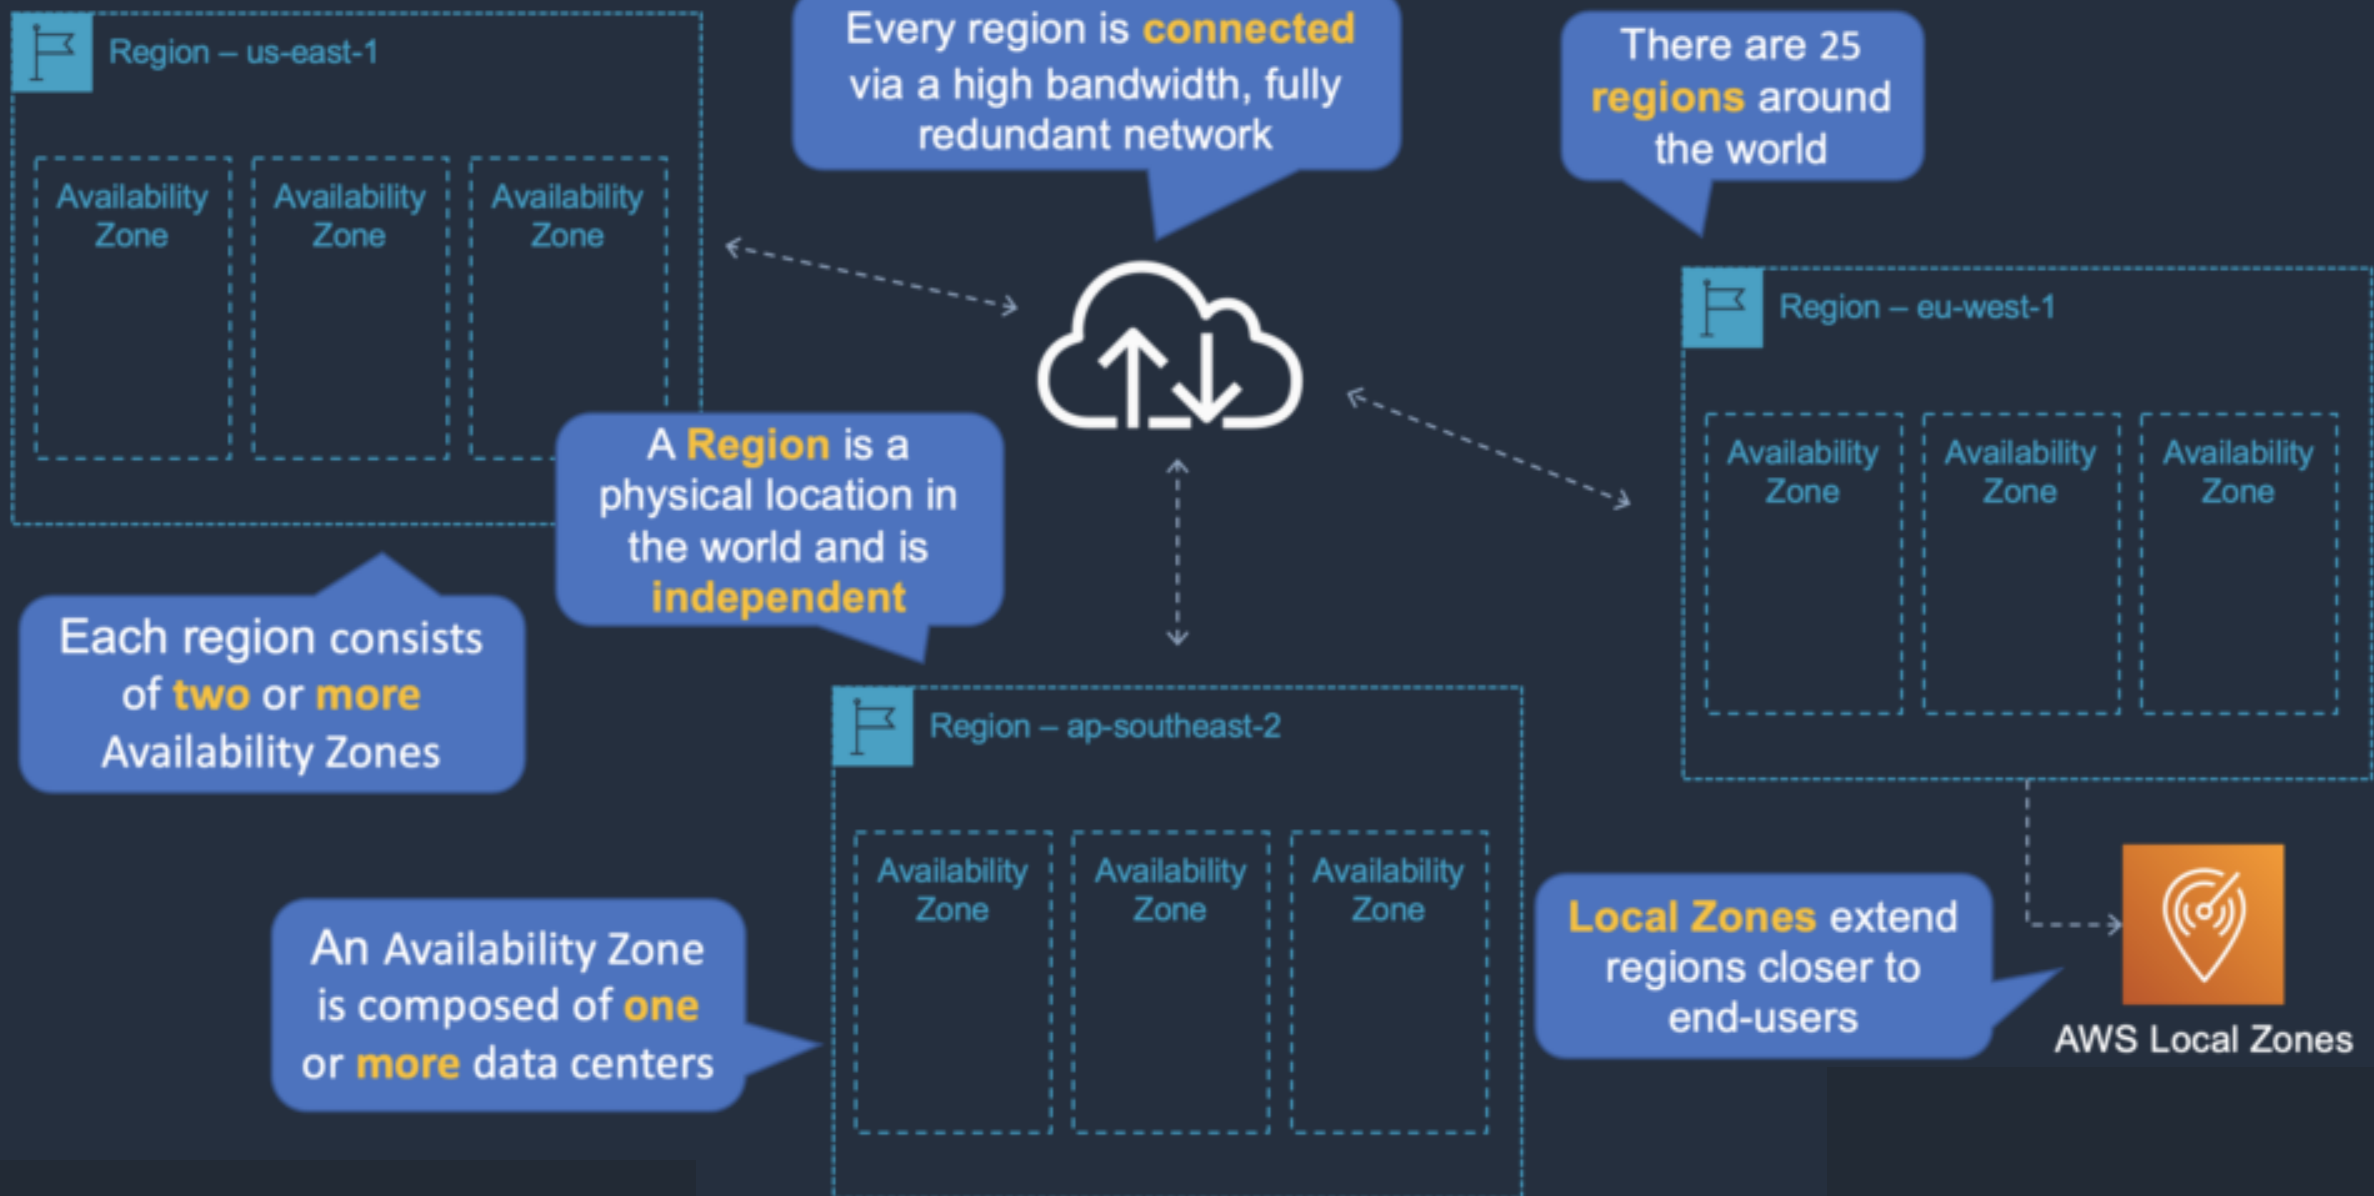 Region – us-east-1
Availability
Zone
Availability
Zone
Availability
Zone
Every region is connected
via a high bandwidth, fully
redundant network
There are 25
regions around
the world
Region – eu-west-1
Availability
Zone
Availability
Zone
Availability
Zone
A Region is a
physical location in
the world and is
independent
Each region consists
of two or more
Availability Zones
Region – ap-southeast-2
Availability
Zone
Availability
Zone
Availability
Zone
An Availability Zone
is composed of one
or more data centers
Local Zones extend
regions closer to
end-users
AWS Local Zones